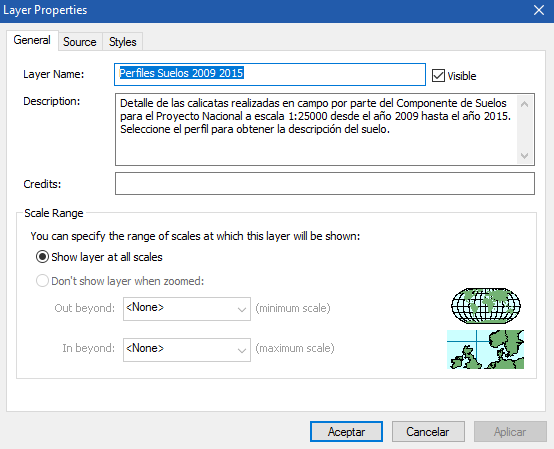 Layer Properties
General
Source
Styles
Layer Name:
Perfiles Suelos 2009 2015
Visible
Description:
Detalle de las calicatas realizadas en campo por parte del Componente de Suelos
para el Proyecto Nacional a escala 1:25000 desde el año 2009 hasta el año 2015.
Seleccione el perfil para obtener la descripción del suelo.
Credits:
Scale Range
You can specify the range of scales at which this layer will be shown:
Show layer at all scales
Don't show layer when zoomed:
Out beyond:
<None>
(minimum scale)
In beyond:
<None>
(maximum scale)
Aceptar
Cancelar
Aplicar